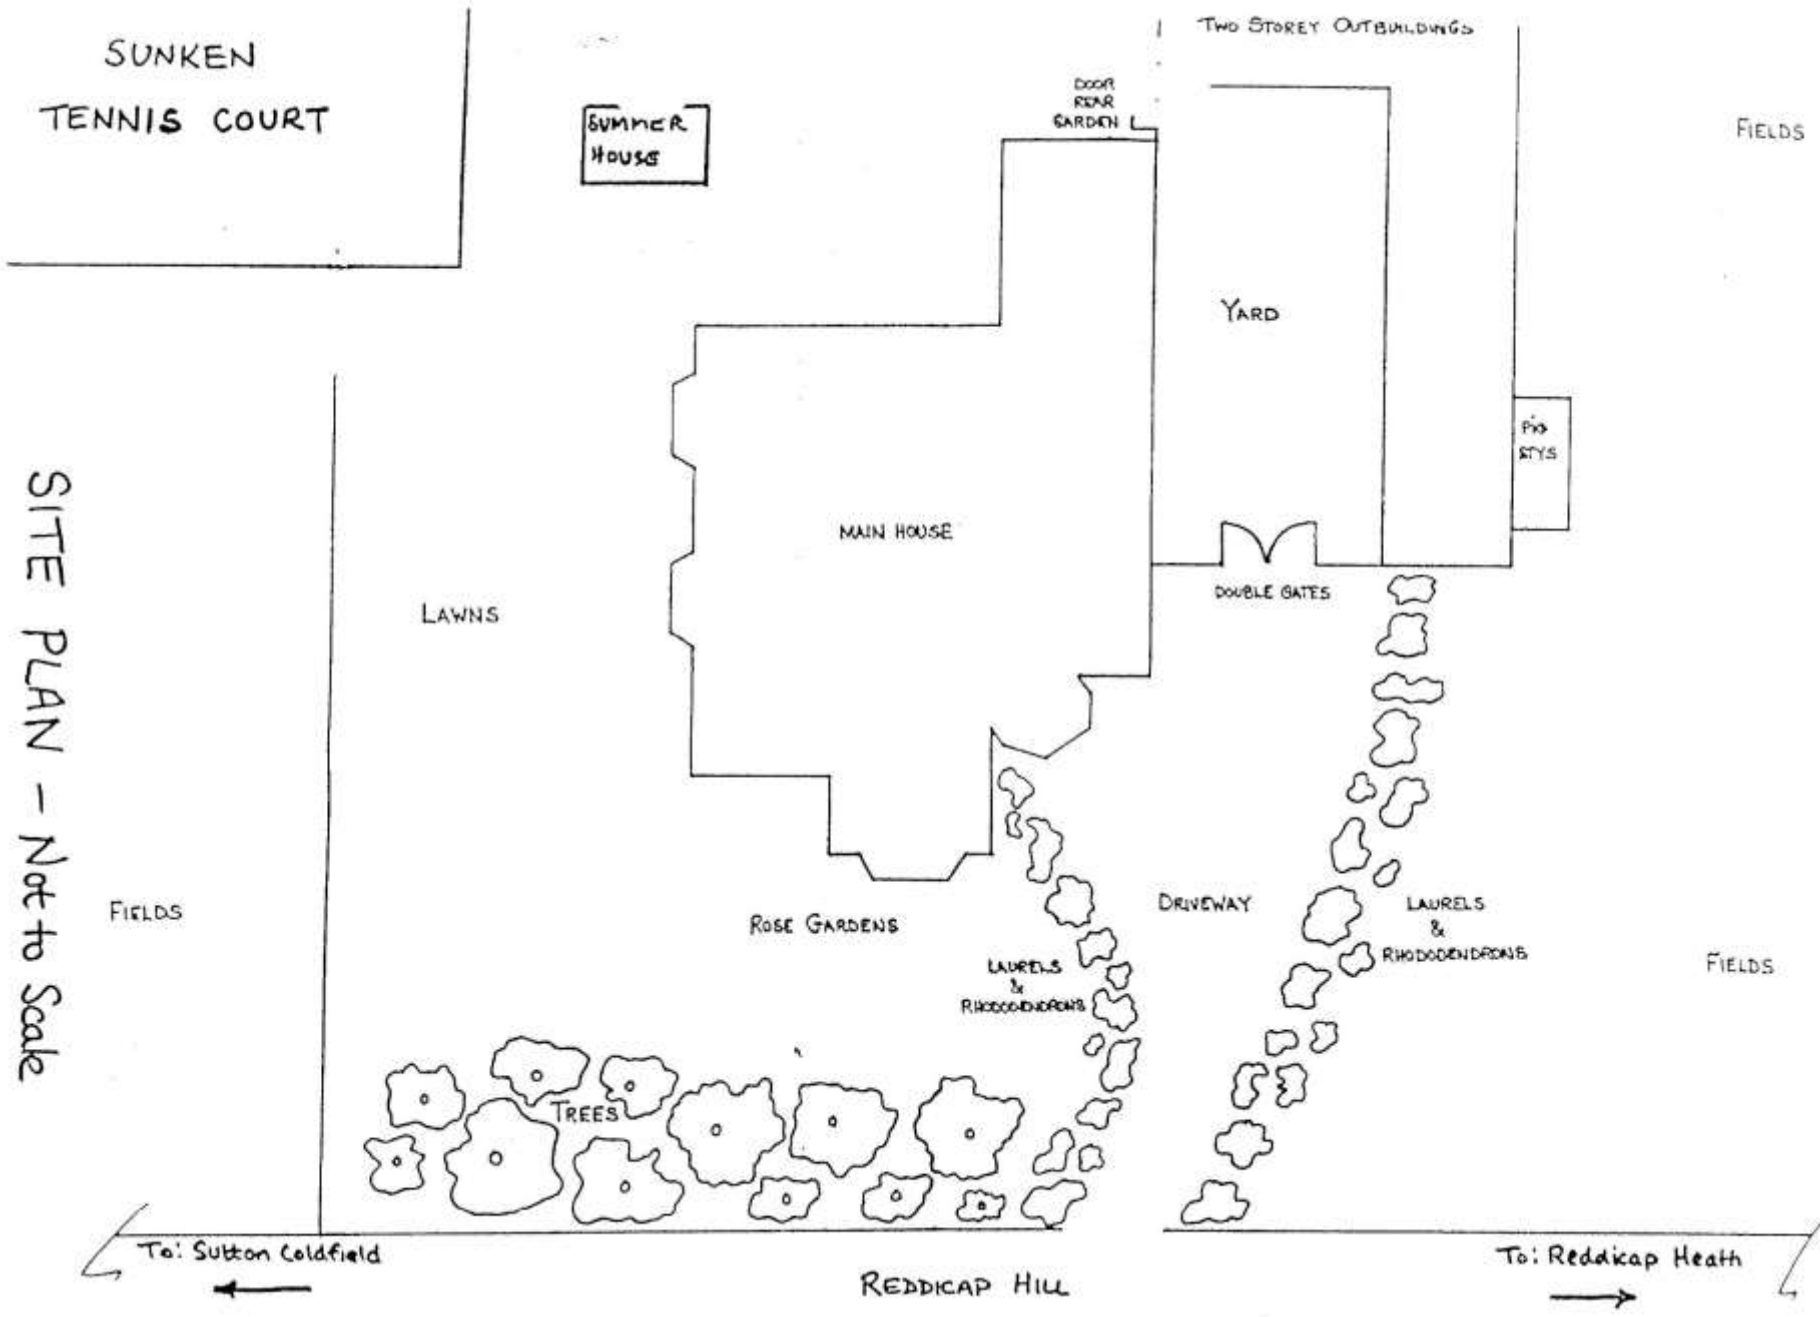 TWO STOREY OUTBUILDINGS
SUNKEN
TENNIS COURT
DOOR
REAR
GARDEN
SUMMER
HOUSE
FIELDS
YARD
PIG
STYS
SITE PLAN - Not to Scale
MAIN HOUSE
DOUBLE GATES
LAWNS
FIELDS
ROSE GARDENS
DRIVEWAY
LAURELS
&
RHODODENDRONS
LAURELS
&
RHODODENDRONS
FIELDS
TREES
To: Sutton Coldfield
REDDICAP HILL
To: Reddicap Heath